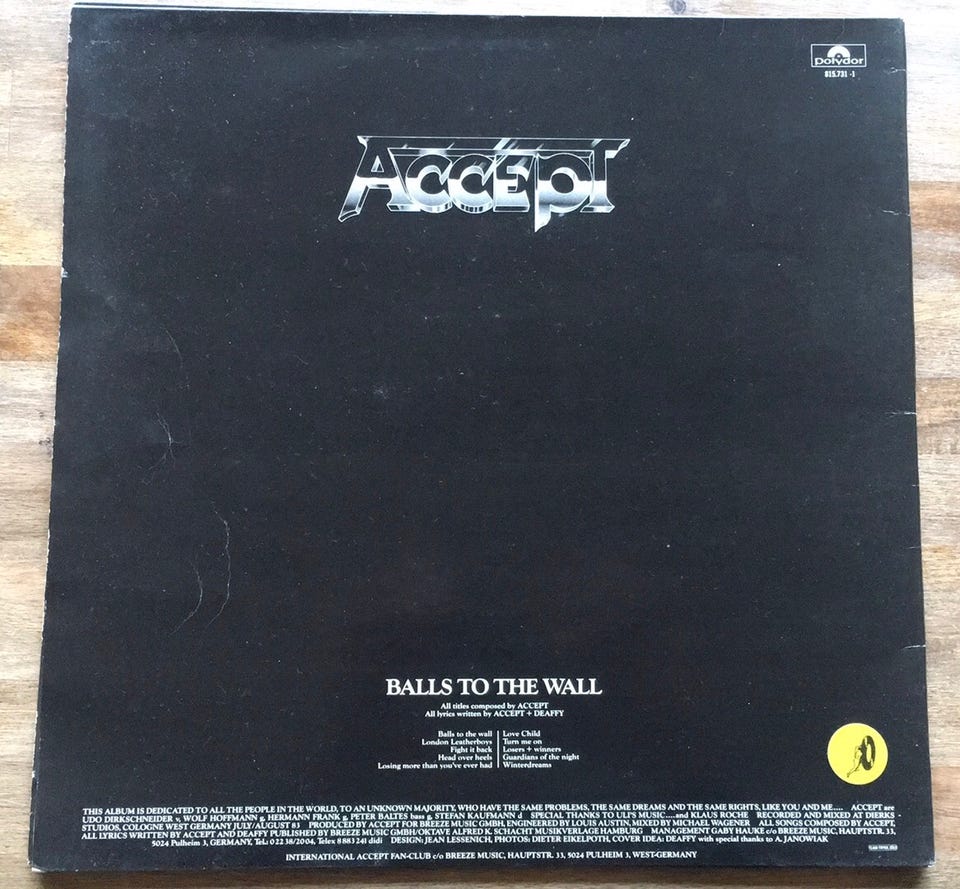 polydor
815.731 -1
ACCEPT
BALLS TO THE WALL
All titles composed by ACCEPT
All lyrics written by ACCEPT + DEAFFY
Balls to the wall
London Leatherboys
Fight it back
Head over heels
Losing more than you've ever had
Love Child
Turn me on
Losers + winners
Guardians of the night
Winterdreams
THIS ALBUM IS DEDICATED TO ALL THE PEOPLE IN THE WORLD, TO AN UNKNOWN MAJORITY, WHO HAVE THE SAME PROBLEMS, THE SAME DREAMS AND THE SAME RIGHTS, LIKE YOU AND ME.... ACCEPT are
UDO DIRKSCHNEIDER v, WOLF HOFFMANN g, HERMANN FRANK g, PETER BALTES bass g, STEFAN KAUFMANN d SPECIAL THANKS TO ULI'S MUSIC....and KLAUS ROCHE RECORDED AND MIXED AT DIERKS -
STUDIOS, COLOGNE WEST GERMANY JULY/AUGUST 83 PRODUCED BY ACCEPT FOR BREEZE MUSIC GMBH, ENGINEERED BY LOUIS AUSTIN, MIXED BY MICHAEL WAGENER ALL SONGS COMPOSED BY ACCEPT,
ALL LYRICS WRITTEN BY ACCEPT AND DEAFFY PUBLISHED BY BREEZE MUSIC GMBH/OKTAVE ALFRED K. SCHACHT MUSIKVERLAGE HAMBURG MANAGEMENT GABY HAUKE c/o BREEZE MUSIC, HAUPTSTR. 33,
5024 Pulheim 3, GERMANY, Tel.: 0 22 38/2004, Telex 8 883 241 didi DESIGN: JEAN LESSENICH, PHOTOS: DIETER EIKELPOTH, COVER IDEA: DEAFFY with special thanks to A. JANOWIAK
INTERNATIONAL ACCEPT FAN-CLUB c/o BREEZE MUSIC, HAUPTSTR. 33, 5024 PULHEIM 3, WEST-GERMANY